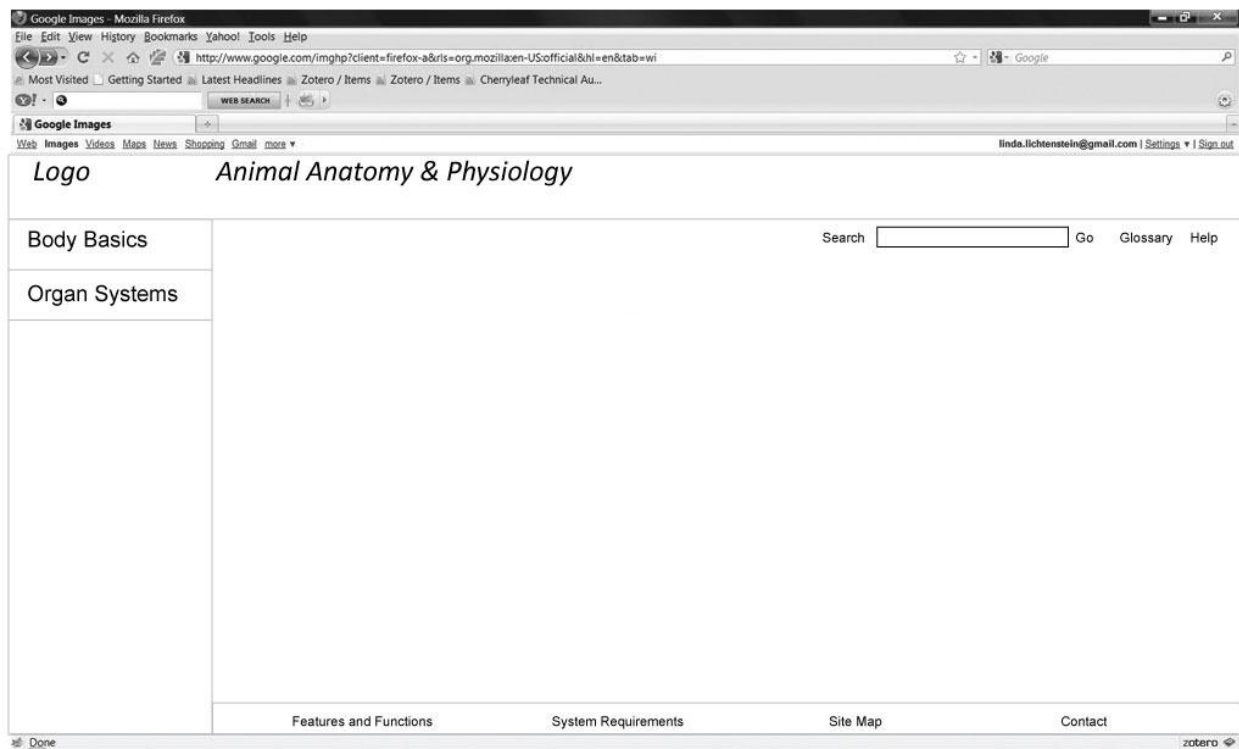 Google Images - Mozilla Firefox
File Edit View History Bookmarks Yahoo! Tools Help
http://www.google.com/imghp?client=firefox-a&rls=org.mozilla:en-US:official&hl=en&tab=wi Google
Most Visited Getting Started Latest Headlines Zotero / Items Zotero / Items Cherryleaf Technical Au...
Y! WEB SEARCH
Google Images
Web Images Videos Maps News Shopping Gmail more ▼ linda.lichtenstein@gmail.com | Settings ▼ | Sign out
Logo Animal Anatomy & Physiology
Body Basics Search Go Glossary Help
Organ Systems
Features and Functions System Requirements Site Map Contact
Done zotero